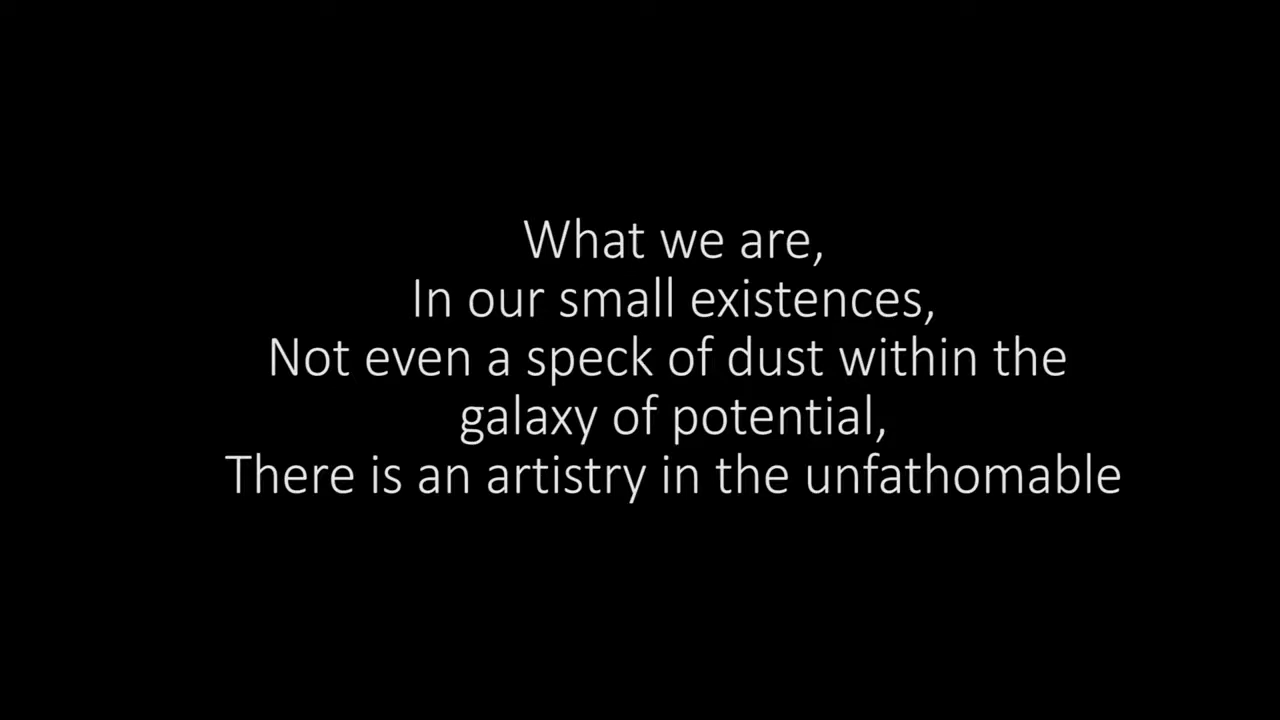 What we are,
In our small existences,
Not even a speck of dust within the
galaxy of potential,
There is an artistry in the unfathomable